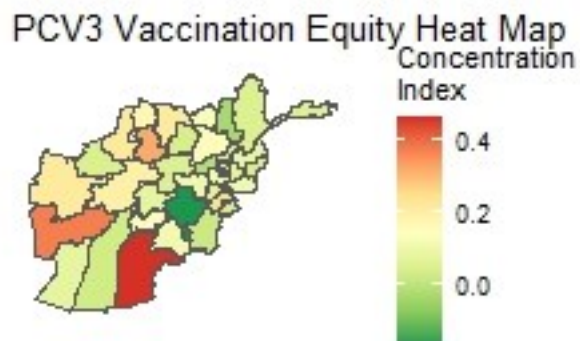 PCV3 Vaccination Equity Heat Map
Concentration
Index
0.4
0.2
0.0